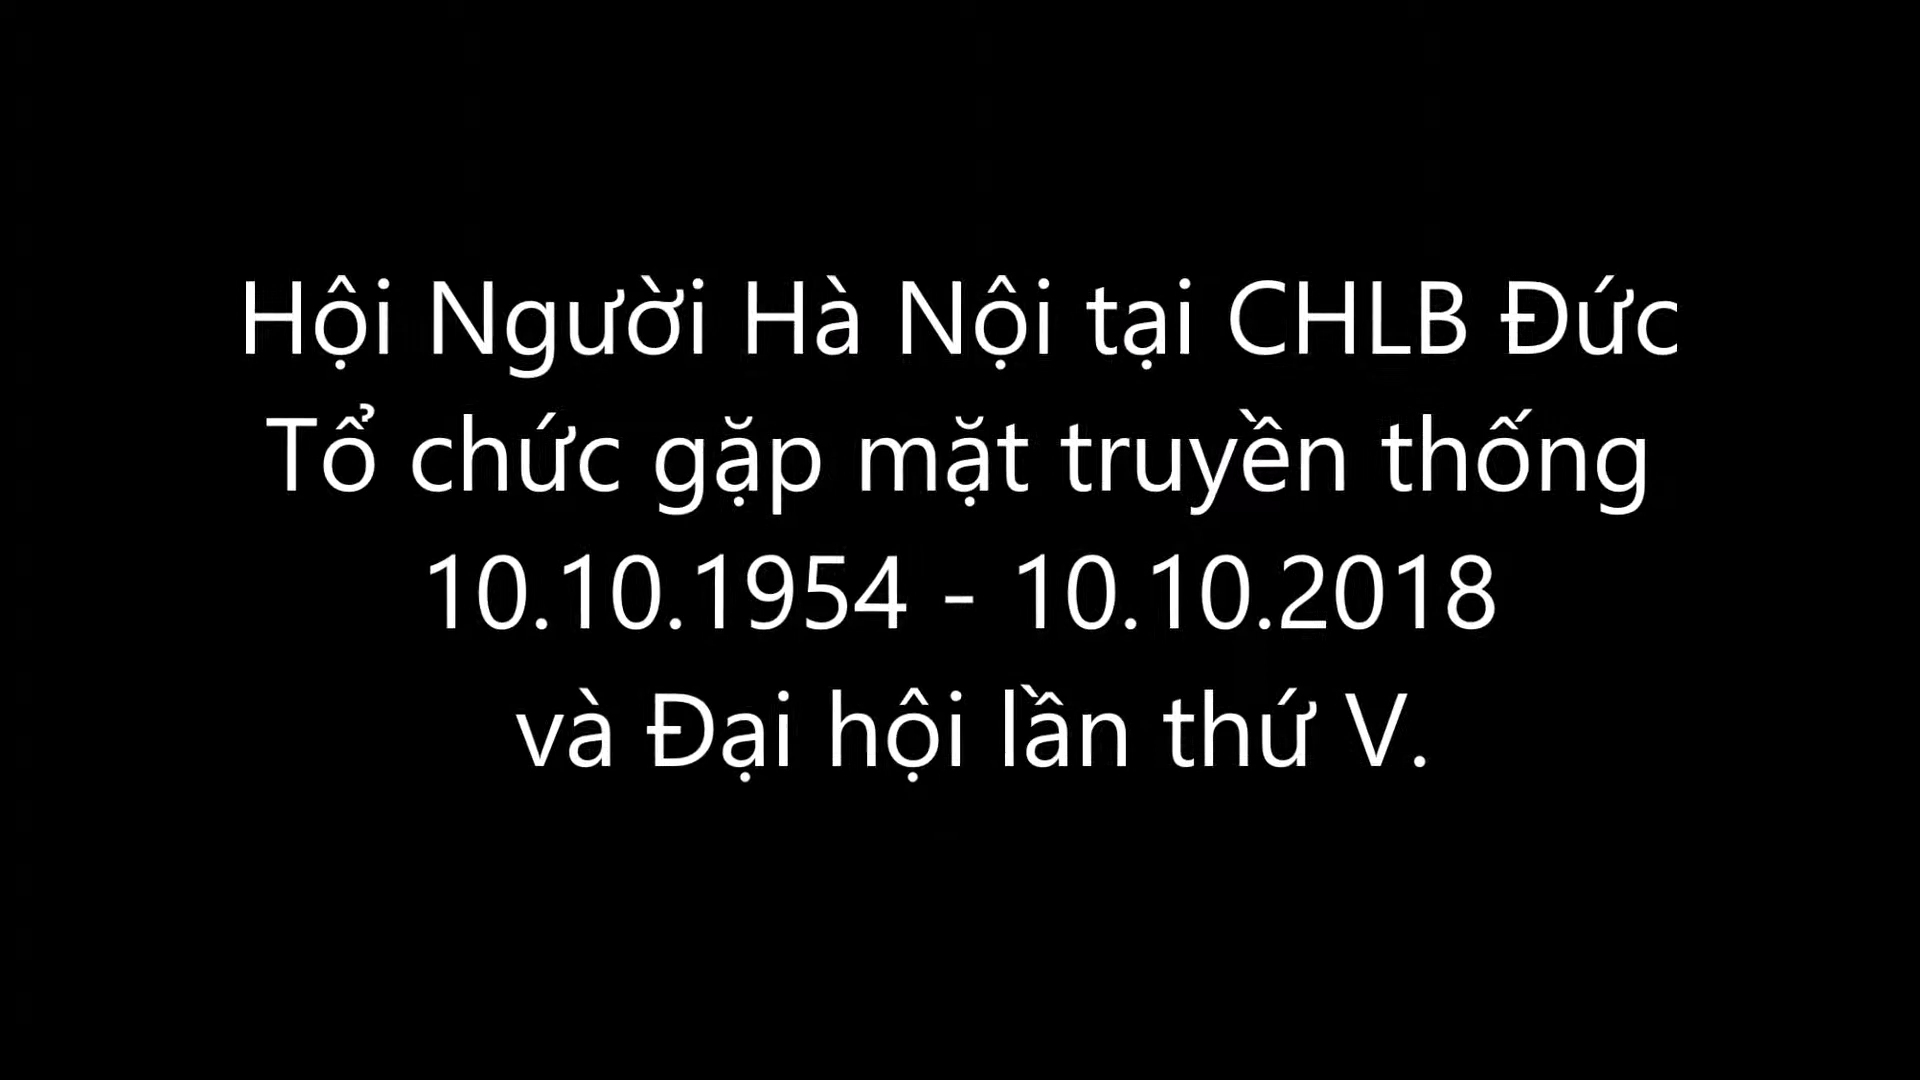 Hội Người Hà Nội tại CHLB Đức
Tổ chức gặp mặt truyền thống
10.10.1954 - 10.10.2018
và Đại hội lần thứ V.